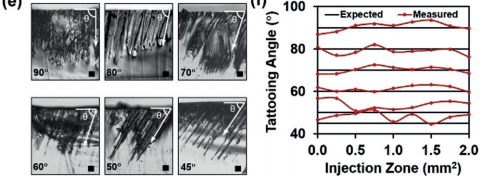 (e)
θ
90°
θ
80°
θ
70°
θ
60°
θ
50°
θ
45°
(f)
Expected
Measured
Tattooing Angle (°)
100
80
60
40
0.0 0.5 1.0 1.5 2.0
Injection Zone (mm²)